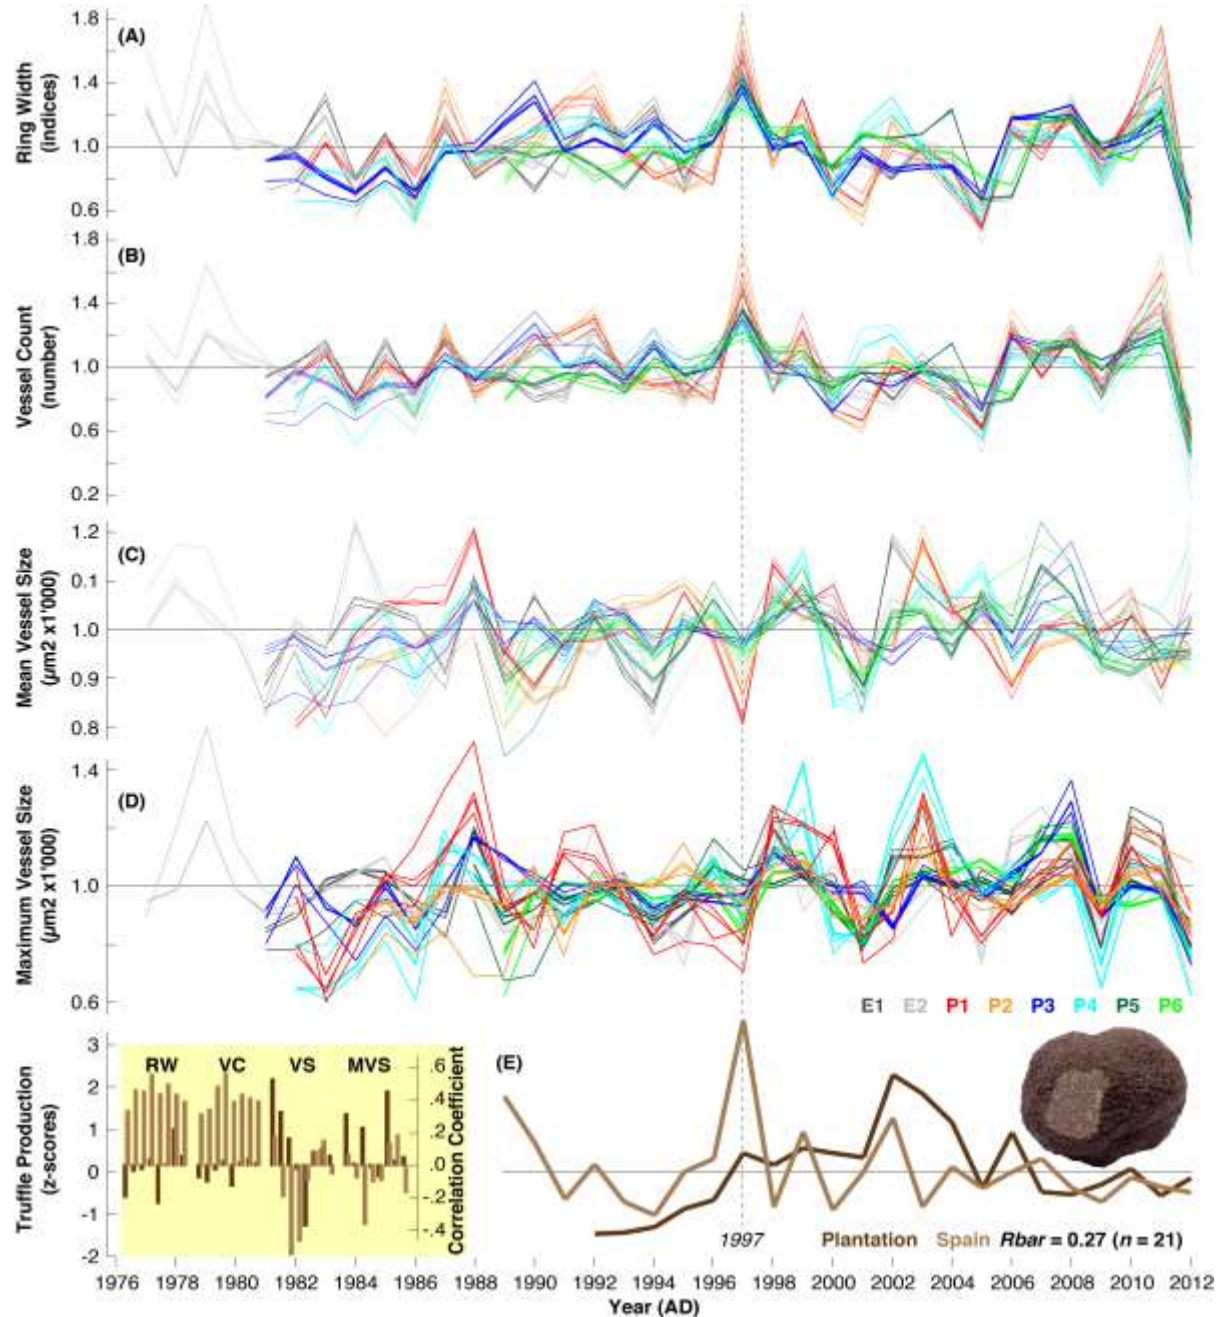 (A)
Ring Width
(indices)
1.8
1.4
1.0
0.6
(B)
Vessel Count
(number)
1.8
1.4
1.0
0.6
0.2
(C)
Mean Vessel Size
(µm2 x1'000)
1.2
0.1
1.0
0.9
0.8
(D)
Maximum Vessel Size
(µm2 x1'000)
1.4
1.0
0.6
E1 E2 P1 P2 P3 P4 P5 P6
Truffle Production
(z-scores)
3
2
1
0
-1
-2
RW VC VS MVS
.6
.4
.2
.0
-.2
-.4
Correlation Coefficient
(E)
1997
Plantation Spain Rbar = 0.27 (n = 21)
1976 1978 1980 1982 1984 1986 1988 1990 1992 1994 1996 1998 2000 2002 2004 2006 2008 2010 2012
Year (AD)